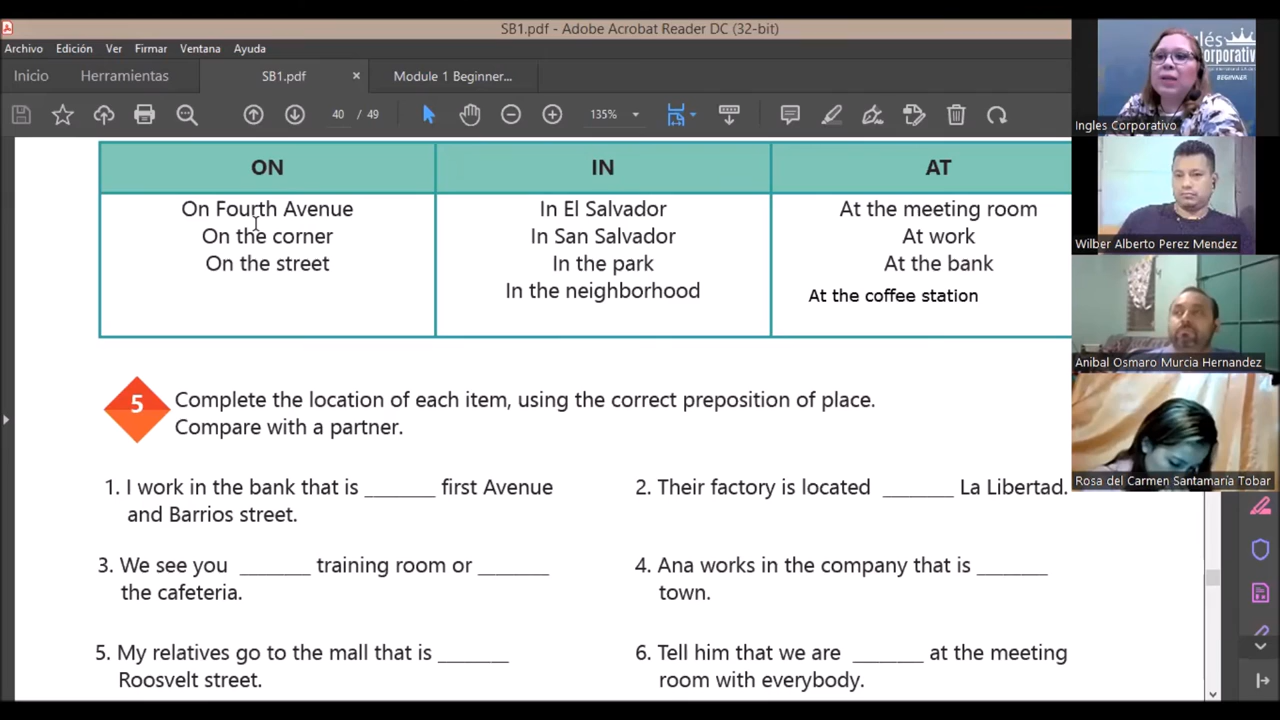 SB1.pdf - Adobe Acrobat Reader DC (32-bit)
Archivo Edición Ver Firmar Ventana Ayuda
Inicio Herramientas SB1.pdf × Module 1 Beginner...
40 / 49 135%
ON IN AT
On Fourth Avenue
On the corner
On the street
In El Salvador
In San Salvador
In the park
In the neighborhood
At the meeting room
At work
At the bank
At the coffee station
5 Complete the location of each item, using the correct preposition of place.
Compare with a partner.
1. I work in the bank that is _______ first Avenue
and Barrios street.
2. Their factory is located _______ La Libertad.
3. We see you _______ training room or _______
the cafeteria.
4. Ana works in the company that is _______
town.
5. My relatives go to the mall that is _______
Roosvelt street.
6. Tell him that we are _______ at the meeting
room with everybody.
glés
orporativ
BEGINNER
Ingles Corporativo
Wilber Alberto Perez Mendez
Anibal Osmaro Murcia Hernandez
Rosa del Carmen Santamaría Tobar